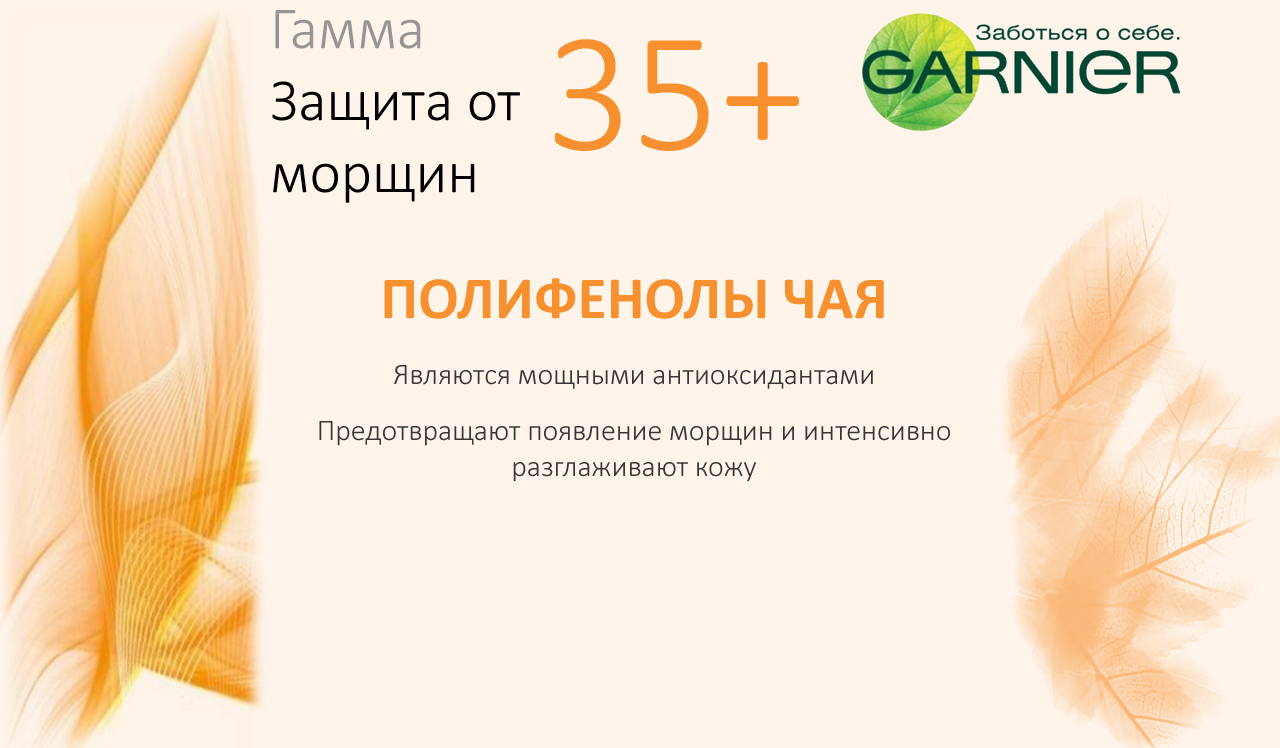 Гамма
Защита от
морщин
35+
Заботься о себе.
GARNIER
ПОЛИФЕНОЛЫ ЧАЯ
Являются мощными антиоксидантами
Предотвращают появление морщин и интенсивно
разглаживают кожу